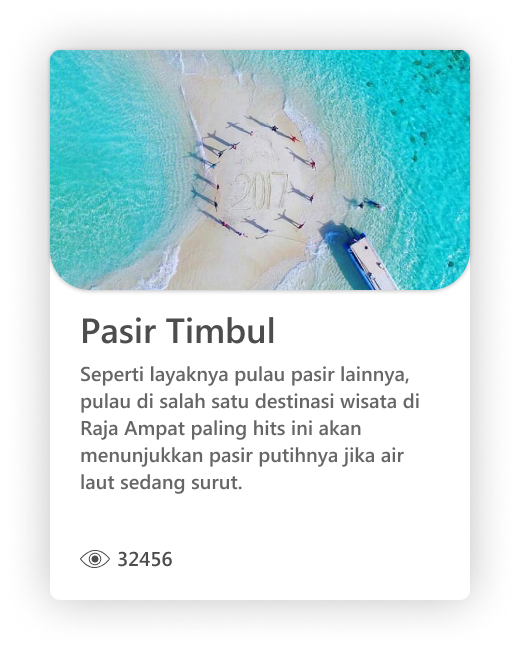 2017
Pasir Timbul
Seperti layaknya pulau pasir lainnya,
pulau di salah satu destinasi wisata di
Raja Ampat paling hits ini akan
menunjukkan pasir putihnya jika air
laut sedang surut.
32456